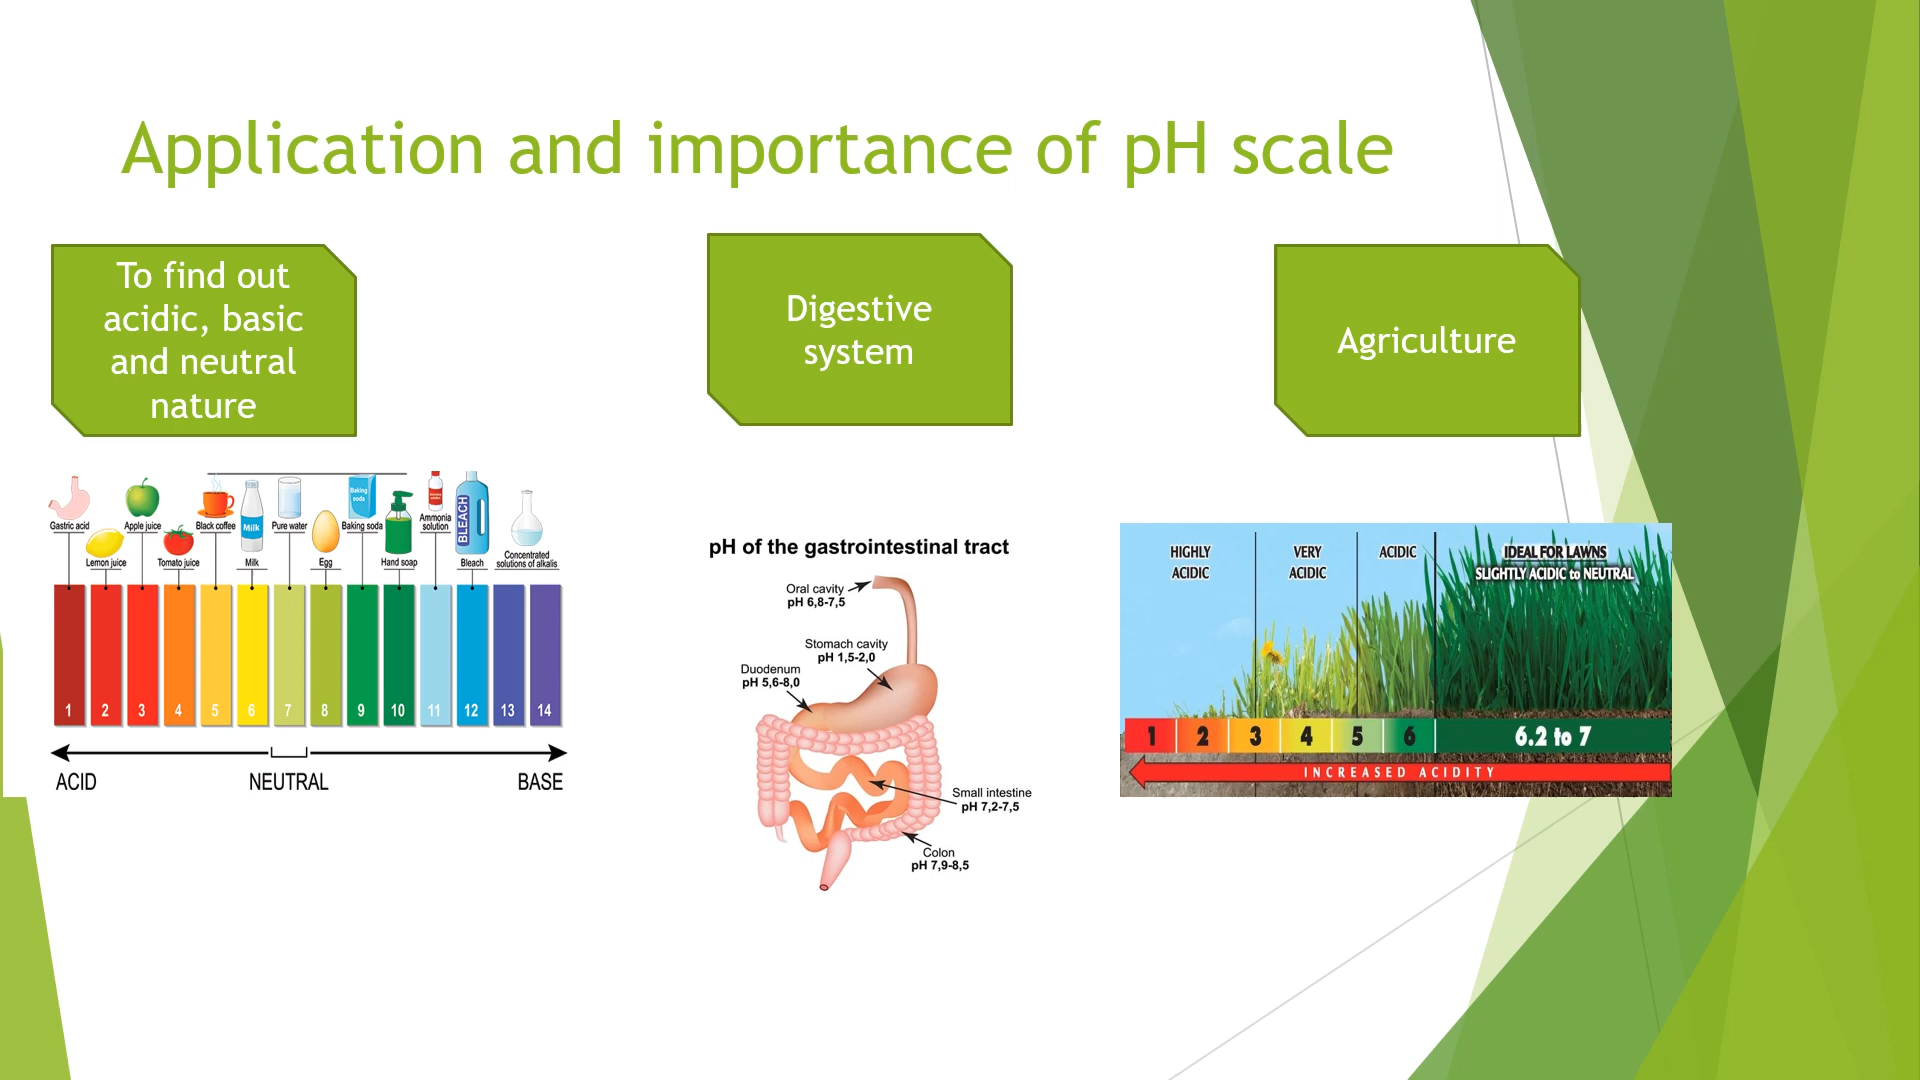 Application and importance of pH scale
To find out
acidic, basic
and neutral
nature
Digestive
system
Agriculture
Gastric acid
Lemon juice
Apple juice
Tomato juice
Black coffee
Milk
Milk
Pure water
Egg
Baking
soda
Baking soda
Hand soap
Ammonia
solution
BLEACH
Bleach
Concentrated
solutions of alkalis
1 2 3 4 5 6 7 8 9 10 11 12 13 14
ACID NEUTRAL BASE
pH of the gastrointestinal tract
Oral cavity
pH 6,8-7,5
Stomach cavity
pH 1,5-2,0
Duodenum
pH 5,6-8,0
Small intestine
pH 7,2-7,5
Colon
pH 7,9-8,5
HIGHLY
ACIDIC
VERY
ACIDIC
ACIDIC
IDEAL FOR LAWNS
SLIGHTLY ACIDIC to NEUTRAL
1 2 3 4 5 6 6.2 to 7
INCREASED ACIDITY